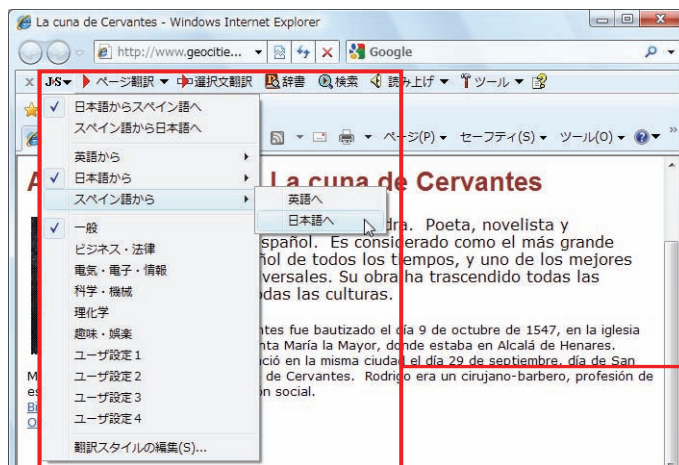 La cuna de Cervantes - Windows Internet Explorer
http://www.geocitie...
Google
J▸S ページ翻訳 選択文翻訳 辞書 検索 読み上げ ツール
ページ(P) セーフティ(S) ツール(O)
日本語からスペイン語へ
スペイン語から日本語へ
英語から
日本語から
スペイン語から
英語へ
日本語へ
一般
ビジネス・法律
電気・電子・情報
科学・機械
理化学
趣味・娯楽
ユーザ設定1
ユーザ設定2
ユーザ設定3
ユーザ設定4
翻訳スタイルの編集(S)...
A La cuna de Cervantes
dra. Poeta, novelista y
spañol. Es considerado como el más grande
ñol de todos los tiempos, y uno de los mejores
versales. Su obra ha trascendido todas las
odas las culturas.
ntes fue bautizado el día 9 de octubre de 1547, en la iglesia
nta María la Mayor, donde estaba en Alcalá de Henares.
ció en la misma ciudad el día 29 de septiembre, día de San
M de Cervantes. Rodrigo era un cirujano-barbero, profesión de
es ón social.
Bi
O